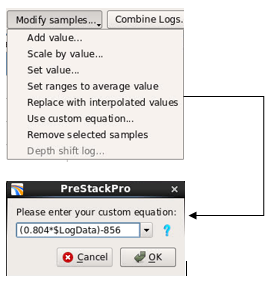 Modify samples...
Combine Logs.
Add value...
Scale by value...
Set value...
Set ranges to average value
Replace with interpolated values
Use custom equation...
Remove selected samples
Depth shift log...
PreStackPro
Please enter your custom equation:
(0.804*$LogData)-856
?
Cancel
OK